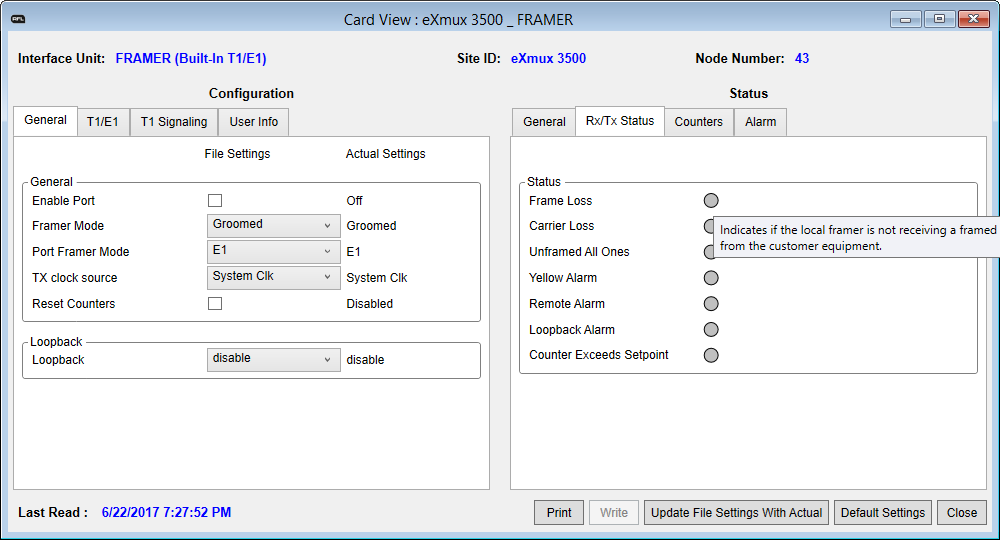 RFL
Card View : eXmux 3500 _ FRAMER
Interface Unit: FRAMER (Built-In T1/E1) Site ID: eXmux 3500 Node Number: 43
Configuration
General T1/E1 T1 Signaling User Info
File Settings Actual Settings
General
Enable Port Off
Framer Mode Groomed Groomed
Port Framer Mode E1 E1
TX clock source System Clk System Clk
Reset Counters Disabled
Loopback
Loopback disable disable
Status
General Rx/Tx Status Counters Alarm
Status
Frame Loss
Carrier Loss
Indicates if the local framer is not receiving a framed
from the customer equipment.
Unframed All Ones
Yellow Alarm
Remote Alarm
Loopback Alarm
Counter Exceeds Setpoint
Last Read : 6/22/2017 7:27:52 PM
Print Write Update File Settings With Actual Default Settings Close